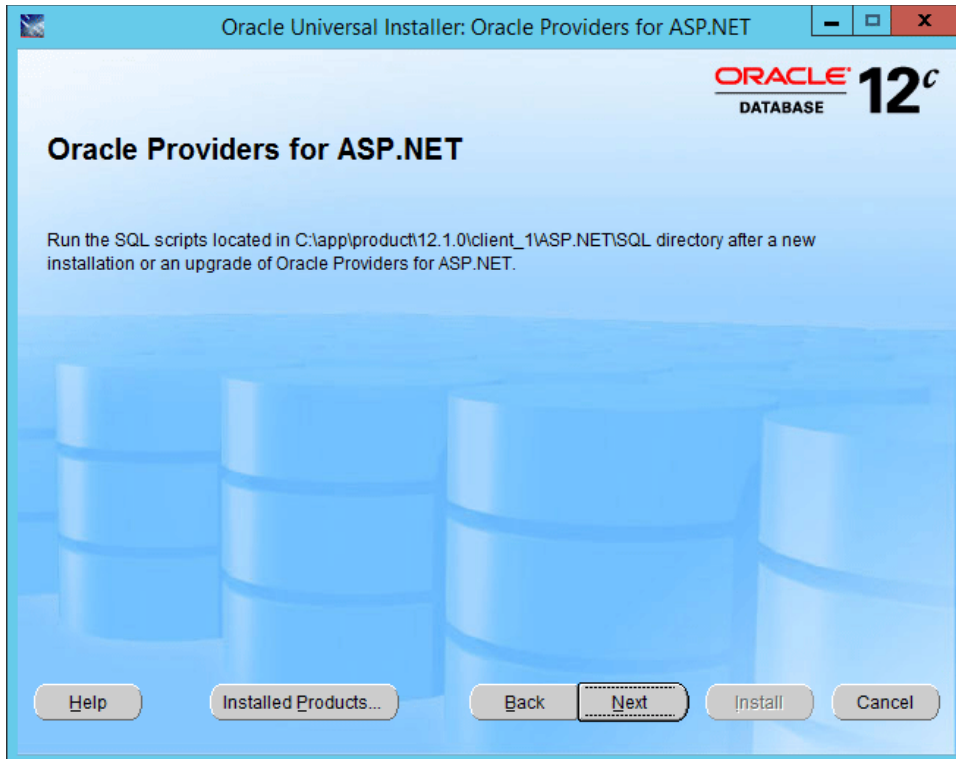 Oracle Universal Installer: Oracle Providers for ASP.NET
ORACLE®
DATABASE
12c
Oracle Providers for ASP.NET
Run the SQL scripts located in C:\app\product\12.1.0\client_1\ASP.NET\SQL directory after a new
installation or an upgrade of Oracle Providers for ASP.NET.
Help Installed Products... Back Next Install Cancel